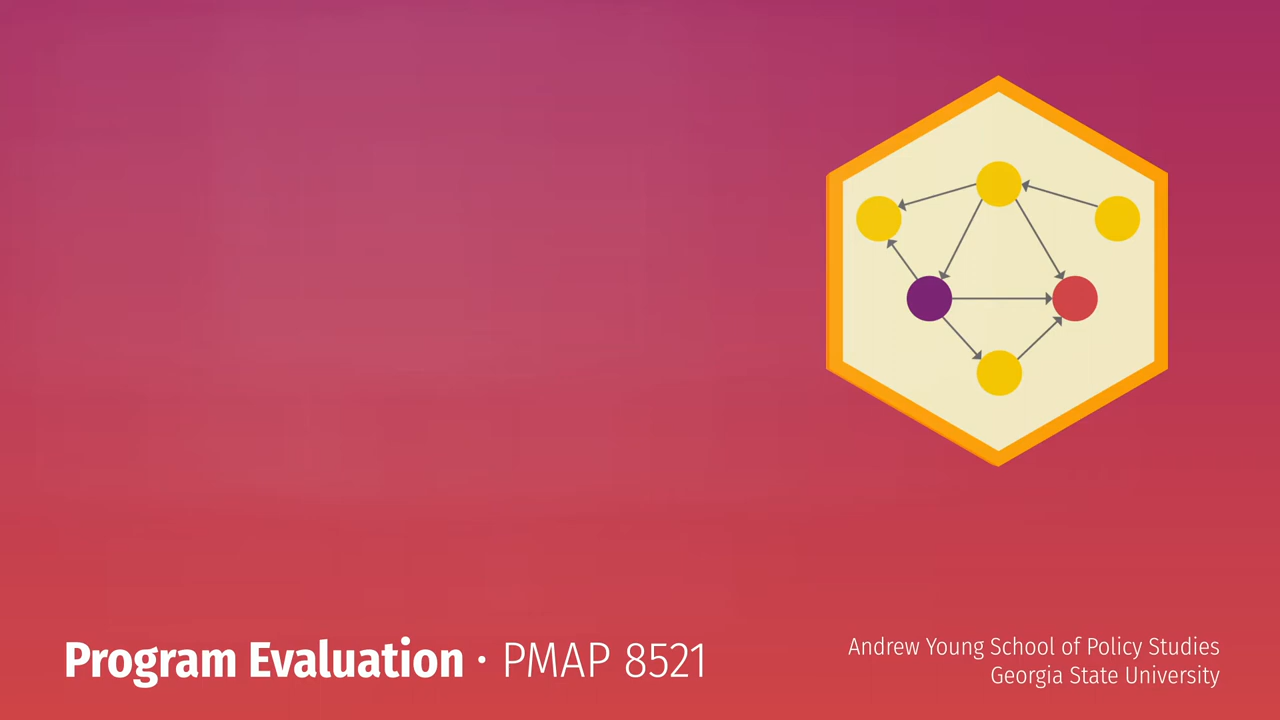 Program Evaluation · PMAP 8521
Andrew Young School of Policy Studies
Georgia State University